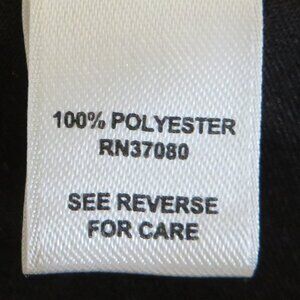 100% POLYESTER
RN37080
SEE REVERSE
FOR CARE